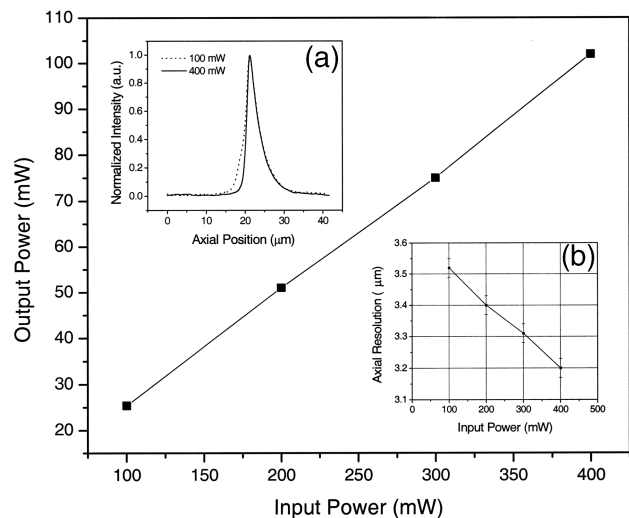 110
100
90
80
70
60
50
40
30
20
Output Power (mW)
100 150 200 250 300 350 400
Input Power (mW)
(a)
100 mW
400 mW
1.0
0.8
0.6
0.4
0.2
0.0
Normalized Intensity (a.u.)
0 10 20 30 40
Axial Position (μm)
(b)
3.6
3.5
3.4
3.3
3.2
3.1
Axial Resolution ( μm)
0 100 200 300 400 500
Input Power (mW)